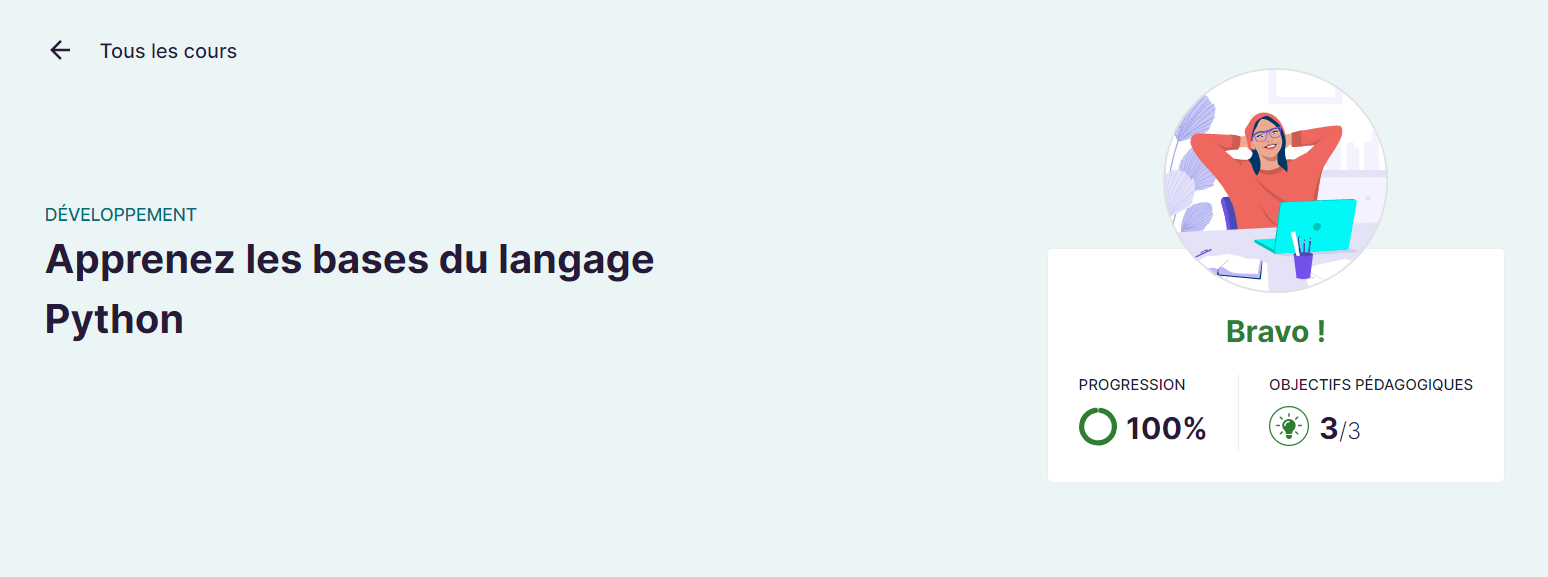 Tous les cours
DÉVELOPPEMENT
Apprenez les bases du langage
Python
Bravo !
PROGRESSION
100%
OBJECTIFS PÉDAGOGIQUES
3/3